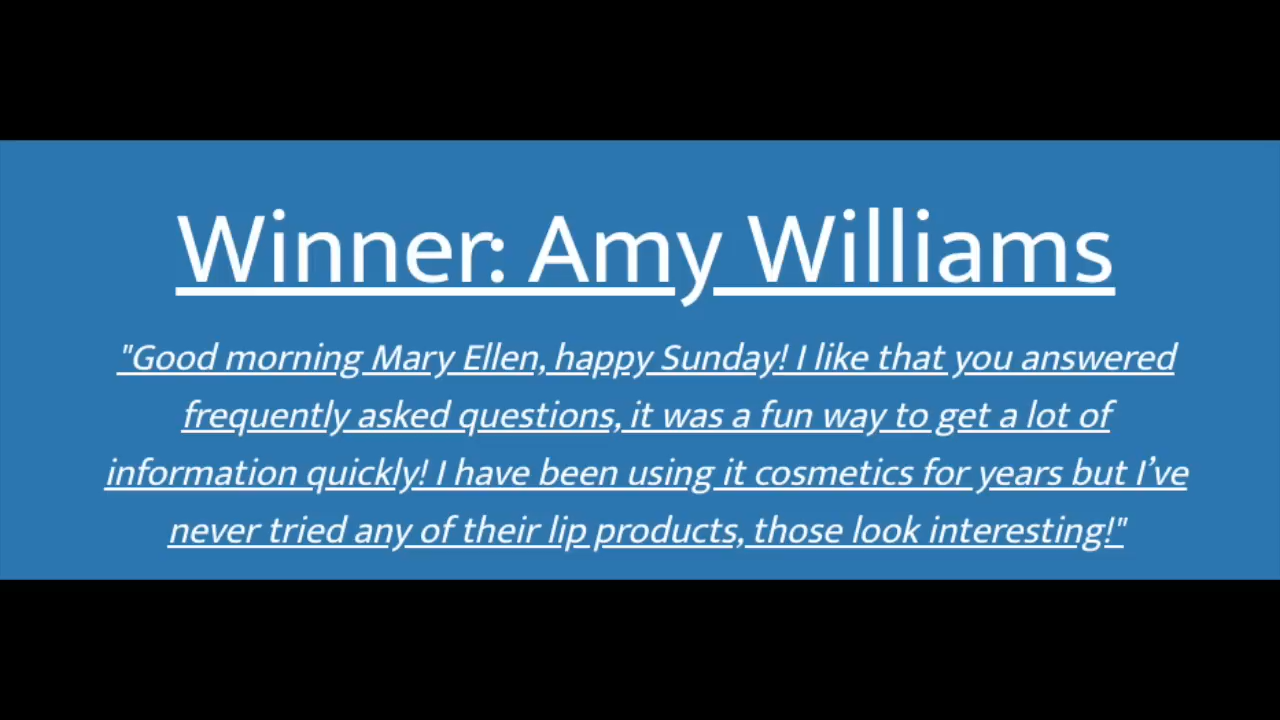 Winner: Amy Williams
"Good morning Mary Ellen, happy Sunday! I like that you answered
frequently asked questions, it was a fun way to get a lot of
information quickly! I have been using it cosmetics for years but I’ve
never tried any of their lip products, those look interesting!"